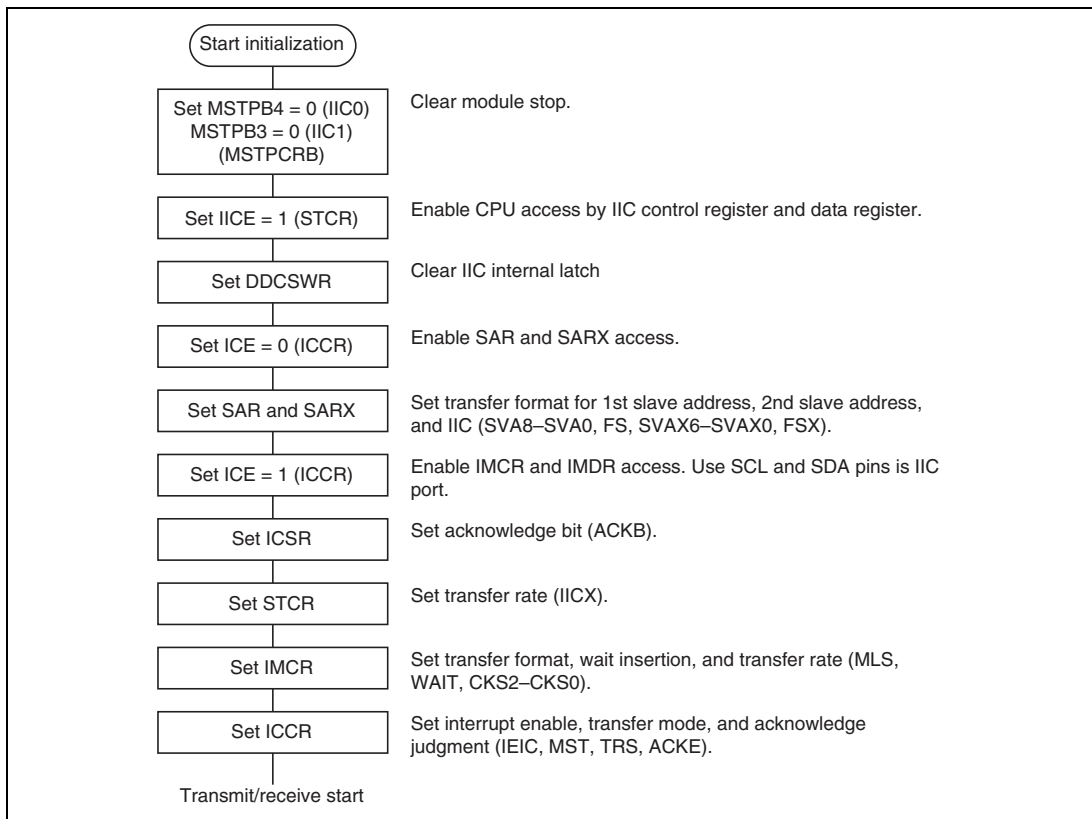 Start initialization
Set MSTPB4 = 0 (IIC0)
MSTPB3 = 0 (IIC1)
(MSTPCRB)
Clear module stop.
Set IICE = 1 (STCR)
Enable CPU access by IIC control register and data register.
Set DDCSWR
Clear IIC internal latch
Set ICE = 0 (ICCR)
Enable SAR and SARX access.
Set SAR and SARX
Set transfer format for 1st slave address, 2nd slave address,
and IIC (SVA8–SVA0, FS, SVAX6–SVAX0, FSX).
Set ICE = 1 (ICCR)
Enable IMCR and IMDR access. Use SCL and SDA pins is IIC
port.
Set ICSR
Set acknowledge bit (ACKB).
Set STCR
Set transfer rate (IICX).
Set IMCR
Set transfer format, wait insertion, and transfer rate (MLS,
WAIT, CKS2–CKS0).
Set ICCR
Set interrupt enable, transfer mode, and acknowledge
judgment (IEIC, MST, TRS, ACKE).
Transmit/receive start